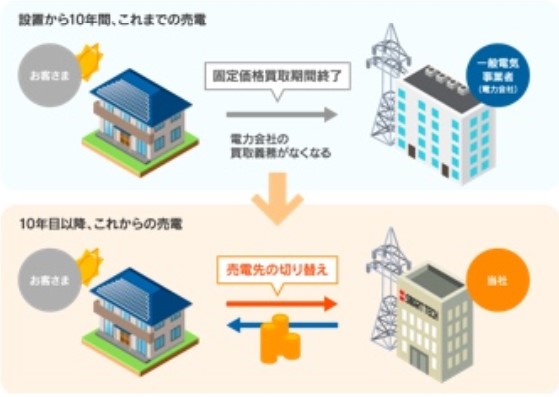 設置から10年間、これまでの売電
お客さま
固定価格買取期間終了
電力会社の
買取義務がなくなる
一般電気
事業者
(電力会社)
10年目以降、これからの売電
お客さま
売電先の切り替え
当社